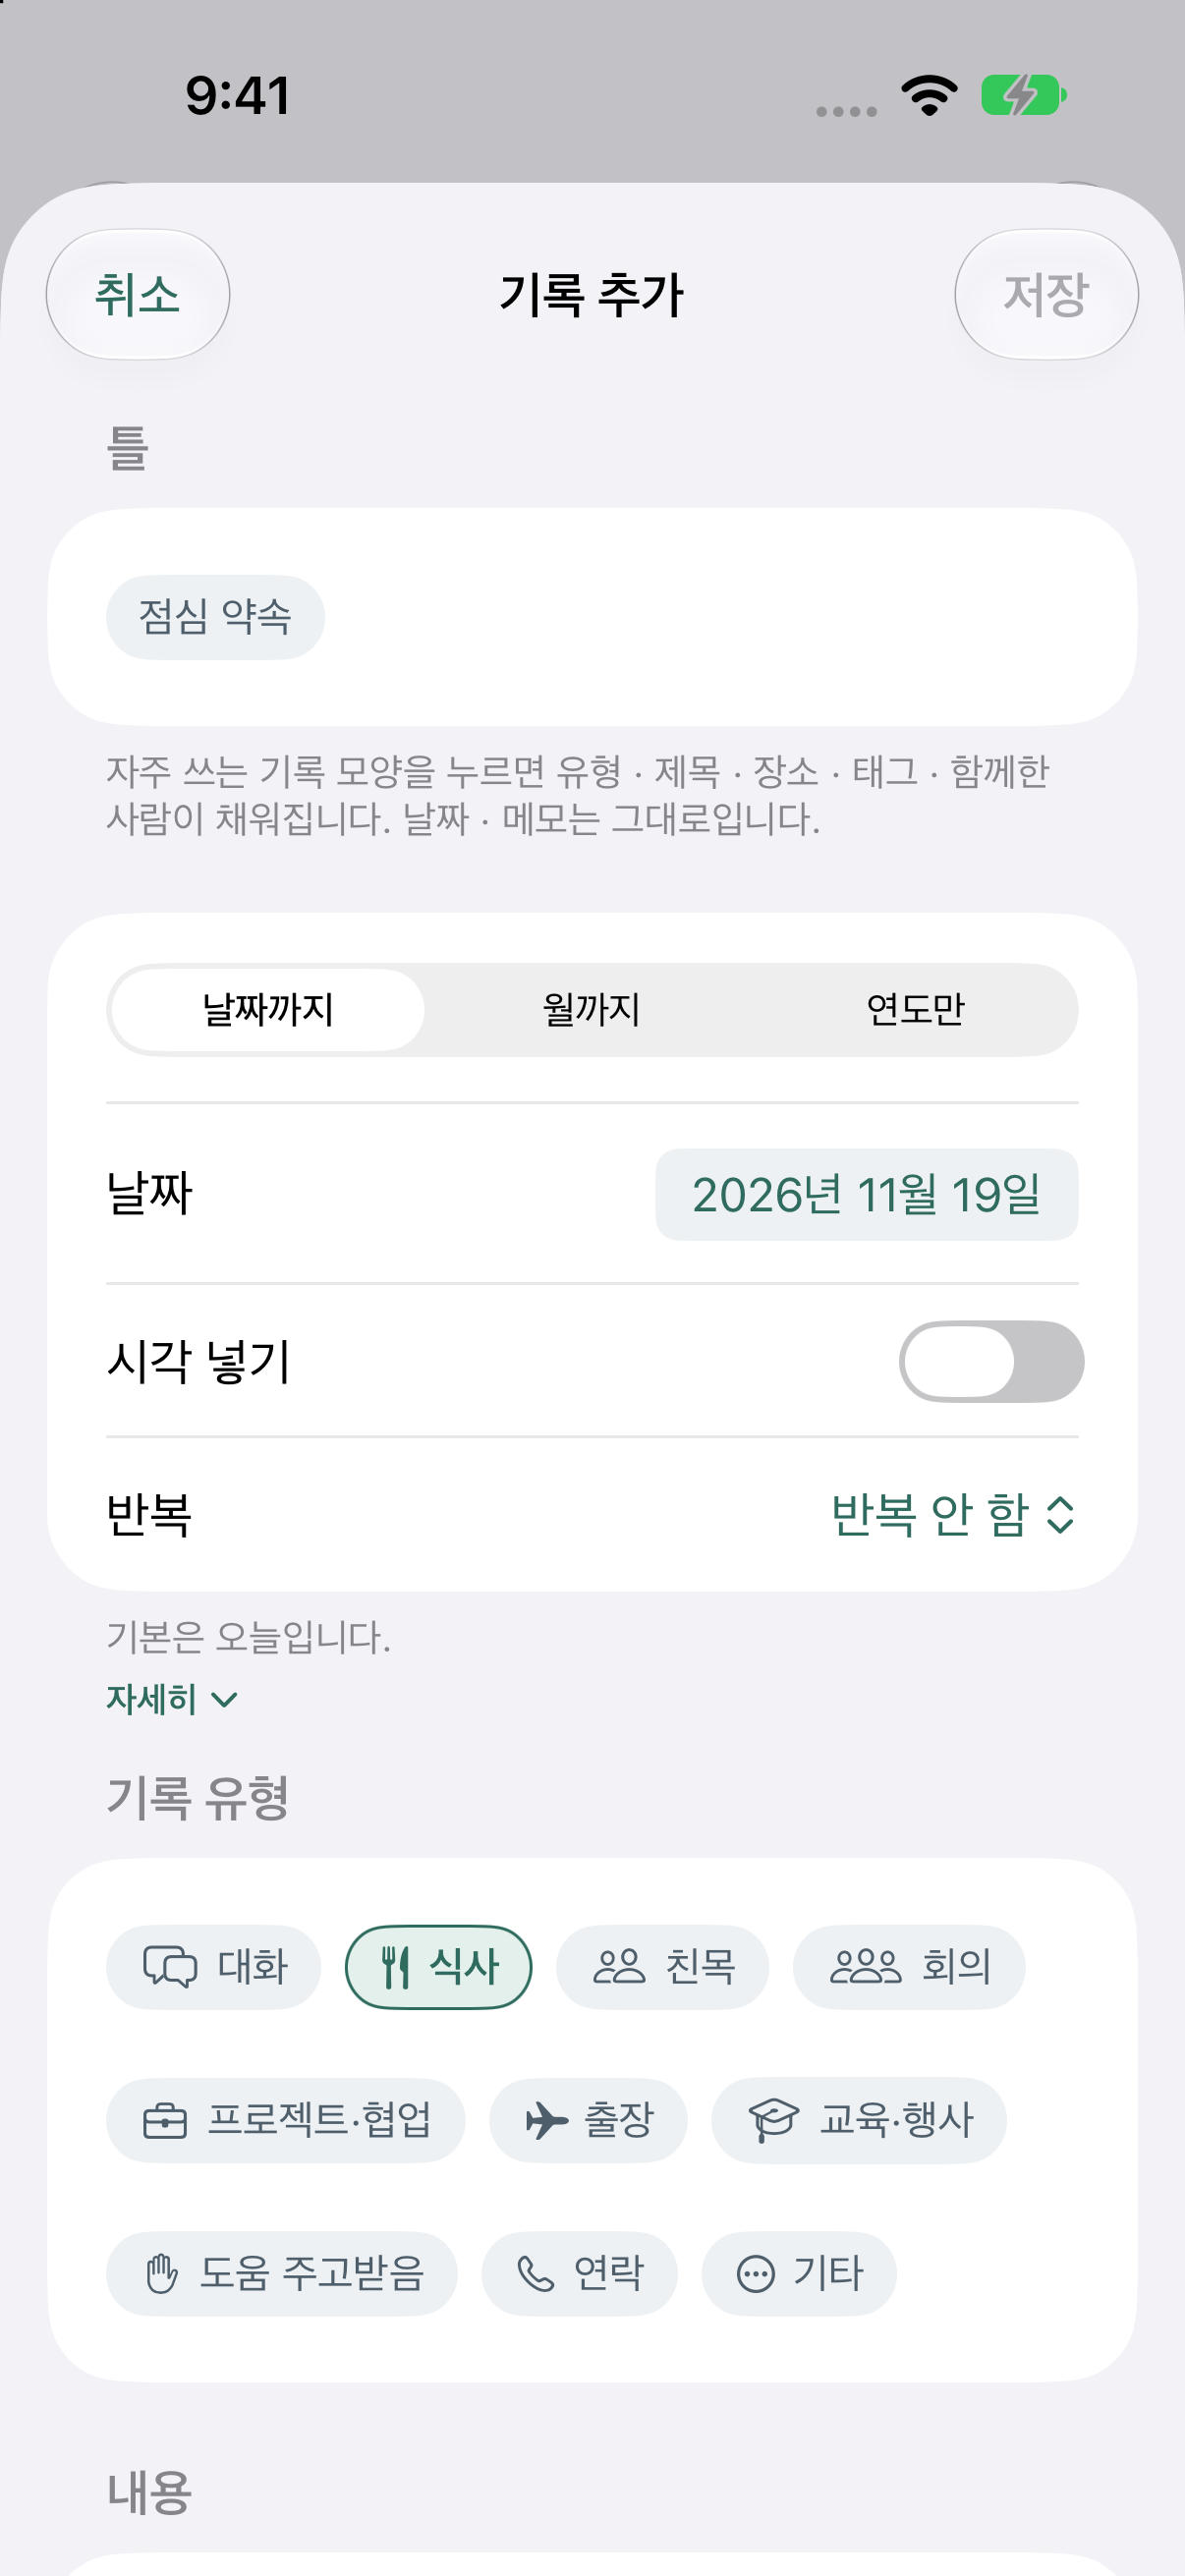 9:41
취소
기록 추가
저장
틀
점심 약속
자주 쓰는 기록 모양을 누르면 유형 · 제목 · 장소 · 태그 · 함께한
사람이 채워집니다. 날짜 · 메모는 그대로입니다.
날짜까지
월까지
연도만
날짜
2026년 11월 19일
시각 넣기
반복
반복 안 함
기본은 오늘입니다.
자세히
기록 유형
대화
식사
친목
회의
프로젝트·협업
출장
교육·행사
도움 주고받음
연락
기타
내용